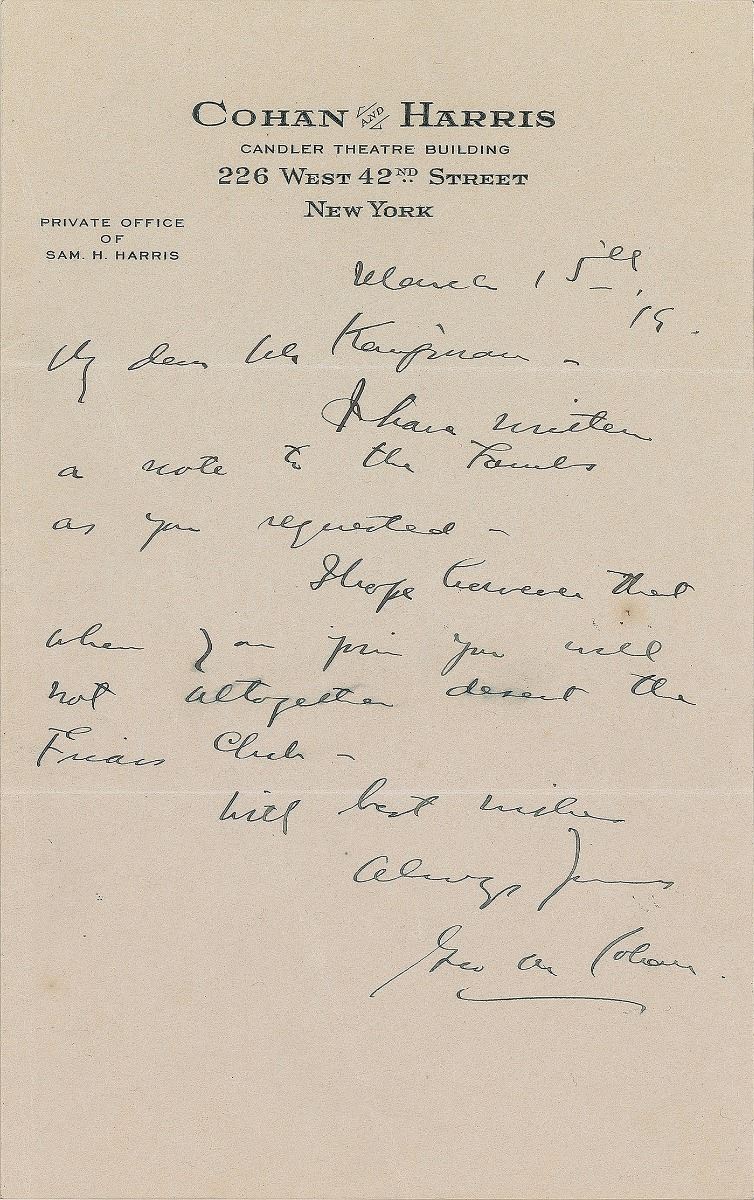 COHAN AND HARRIS
CANDLER THEATRE BUILDING
226 WEST 42ND STREET
NEW YORK
PRIVATE OFFICE
OF
SAM. H. HARRIS
March 15th
'19.
My dear Mr Kaufman -
I have written
a note to the Lambs
as you requested -
I hope however that
when you join you will
not altogether desert the
Friars Club -
With best wishes
Always Yours
Geo M Cohan.